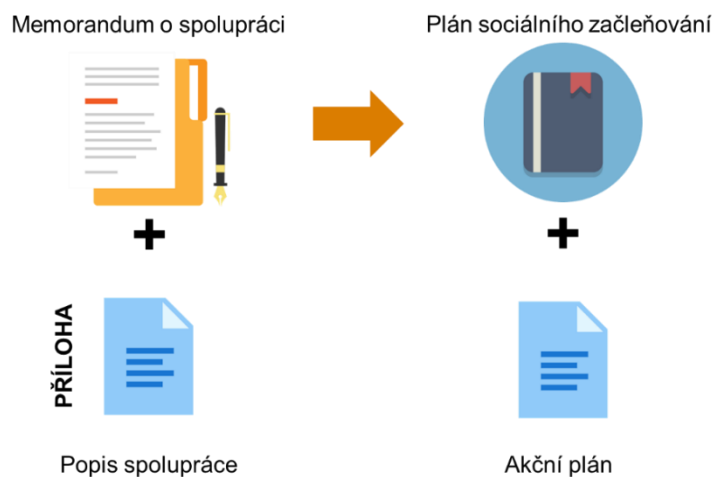 Memorandum o spolupráci
Plán sociálního začleňování
PŘÍLOHA
Popis spolupráce
Akční plán